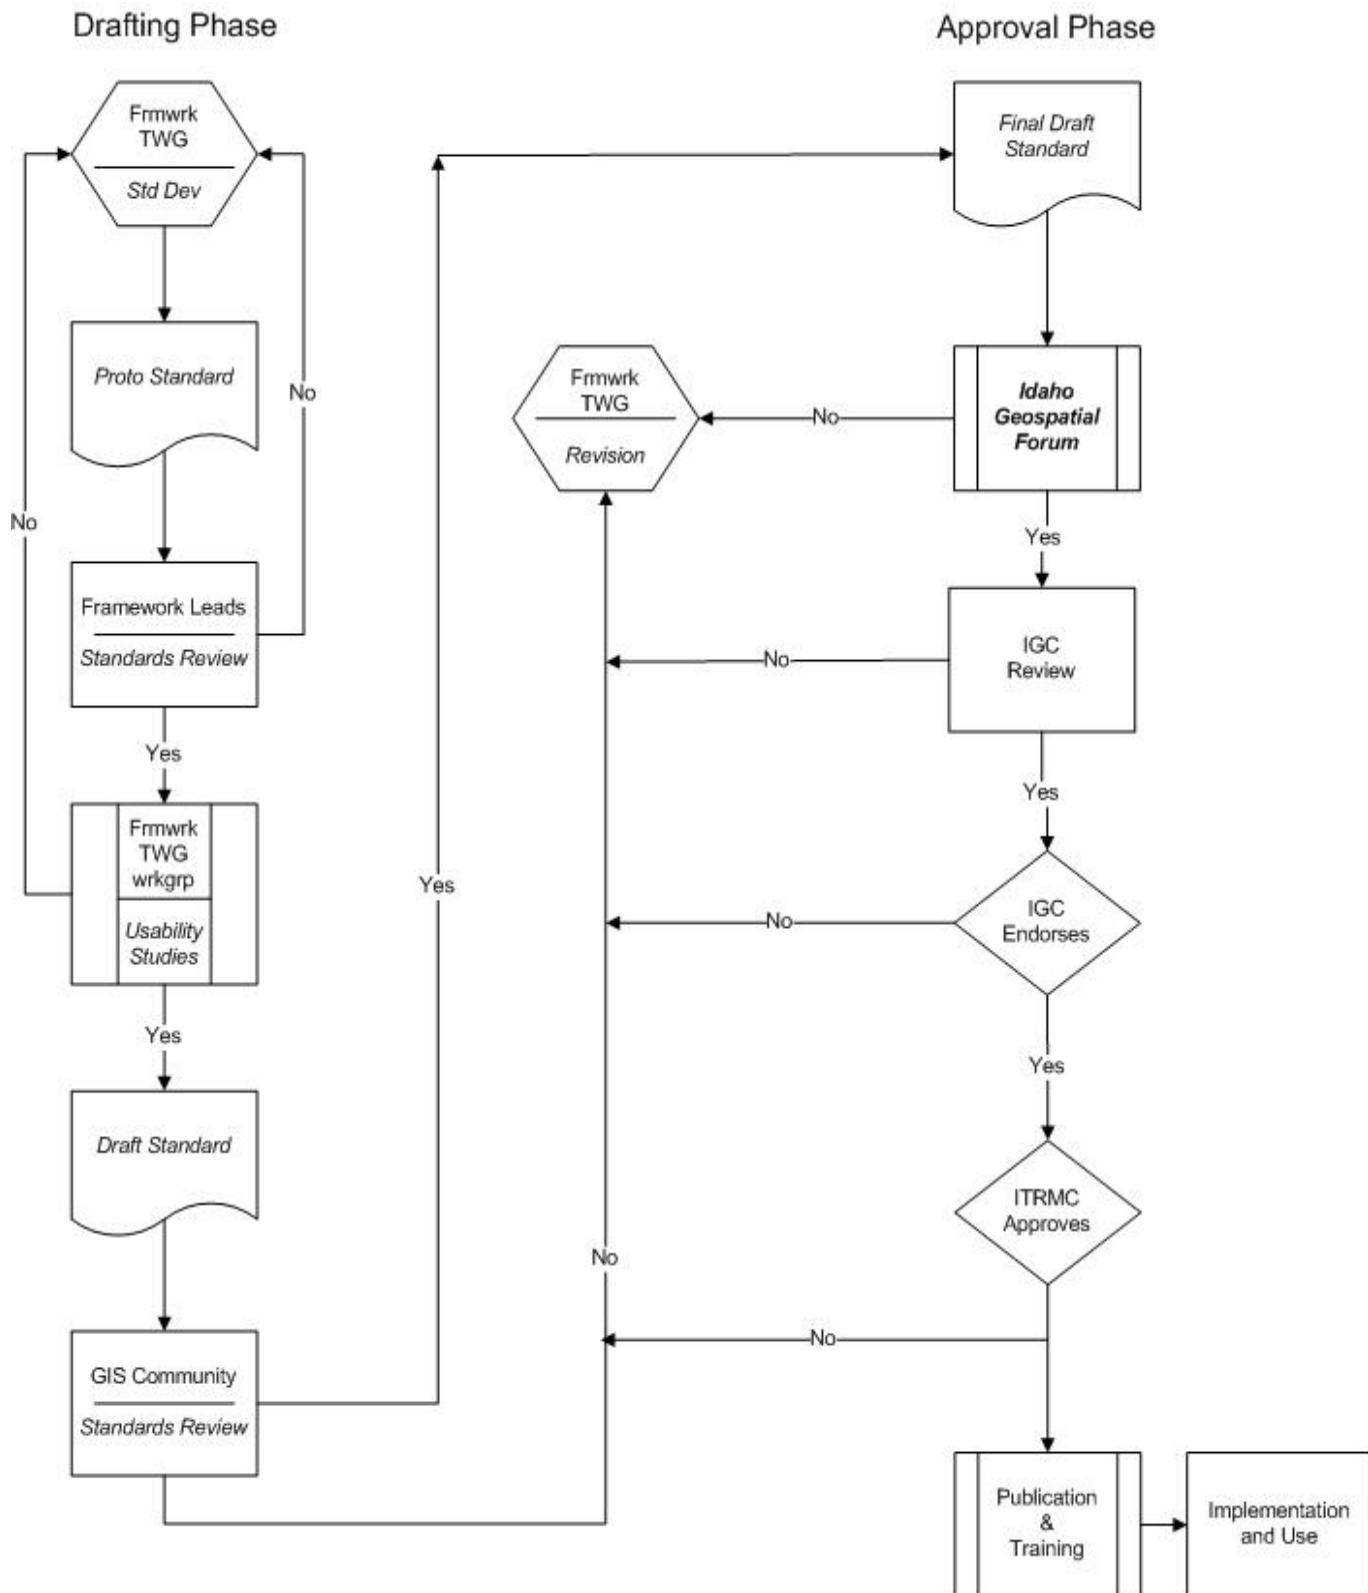 Drafting Phase
Frmwrk
TWG
Std Dev
Proto Standard
No
No
Framework Leads
Standards Review
Yes
Frmwrk
TWG
wrkgrp
Usability
Studies
Yes
Draft Standard
GIS Community
Standards Review
Yes
Approval Phase
Final Draft
Standard
Idaho
Geospatial
Forum
No
Frmwrk
TWG
Revision
Yes
IGC
Review
No
Yes
IGC
Endorses
No
Yes
ITRMC
Approves
No
No
Publication
&
Training
Implementation
and Use